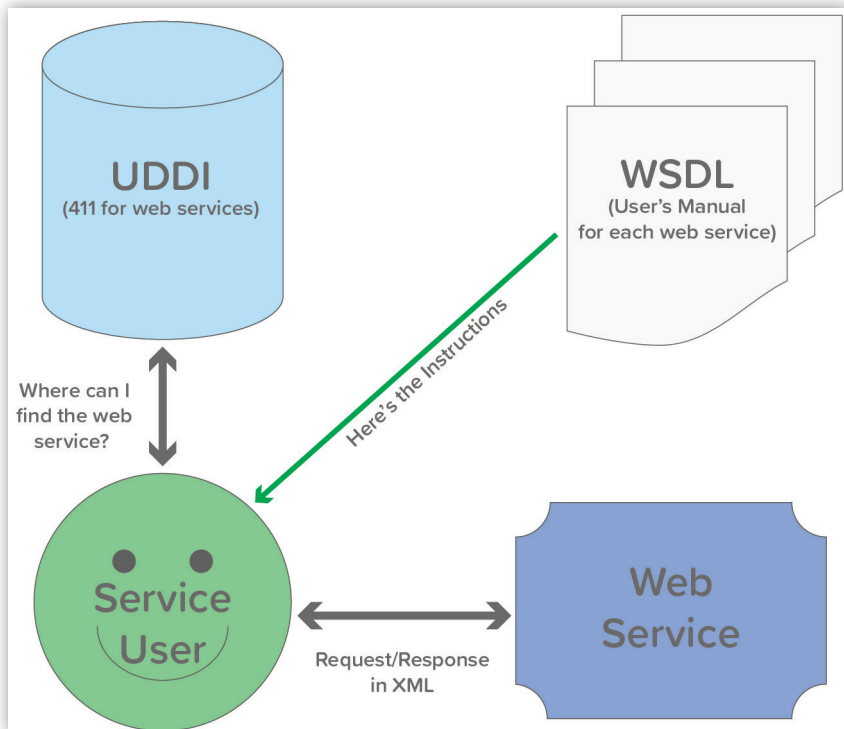 UDDI
(411 for web services)
WSDL
(User's Manual
for each web service)
Here's the Instructions
Where can I
find the web
service?
Service
User
Request/Response
in XML
Web
Service